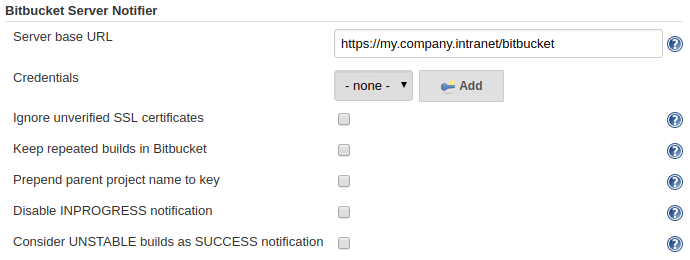 Bitbucket Server Notifier
Server base URL https://my.company.intranet/bitbucket ?
Credentials - none - Add
Ignore unverified SSL certificates ?
Keep repeated builds in Bitbucket ?
Prepend parent project name to key ?
Disable INPROGRESS notification ?
Consider UNSTABLE builds as SUCCESS notification ?